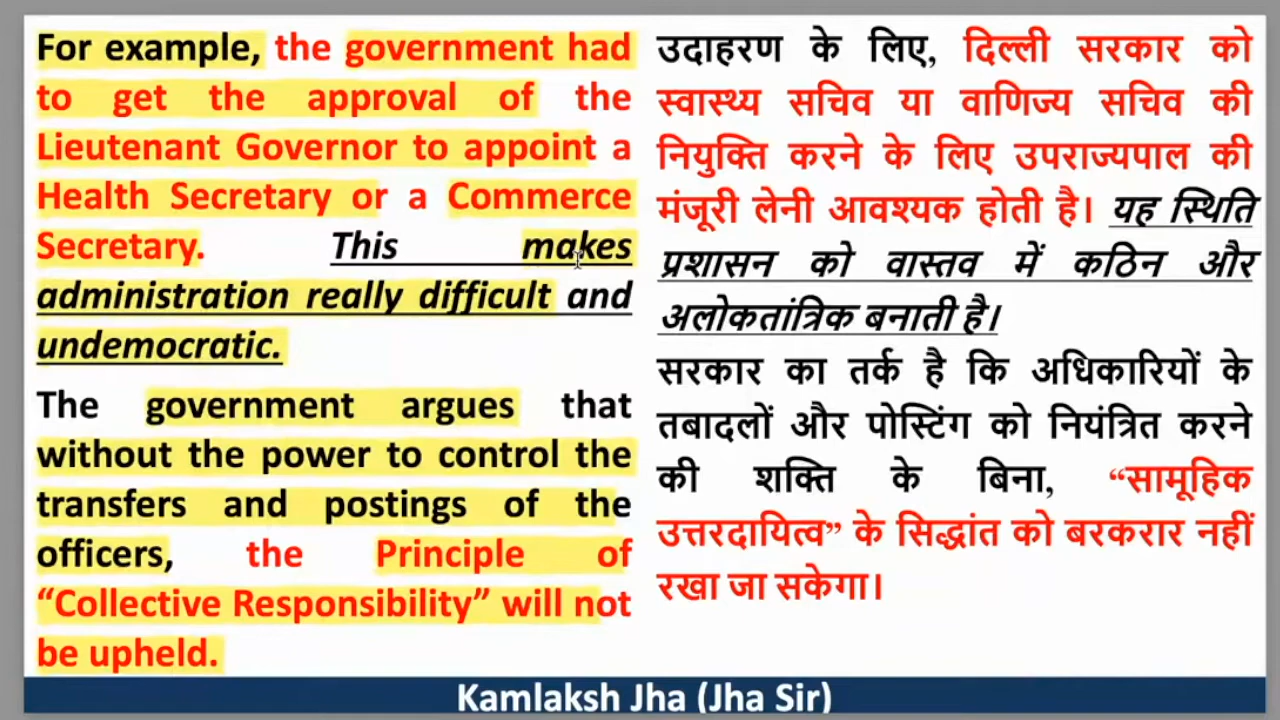 For example, the government had
to get the approval of the
Lieutenant Governor to appoint a
Health Secretary or a Commerce
Secretary. This makes
administration really difficult and
undemocratic.
The government argues that
without the power to control the
transfers and postings of the
officers, the Principle of
“Collective Responsibility” will not
be upheld.
उदाहरण के लिए, दिल्ली सरकार को
स्वास्थ्य सचिव या वाणिज्य सचिव की
नियुक्ति करने के लिए उपराज्यपाल की
मंजूरी लेनी आवश्यक होती है। यह स्थिति
प्रशासन को वास्तव में कठिन और
अलोकतांत्रिक बनाती है।
सरकार का तर्क है कि अधिकारियों के
तबादलों और पोस्टिंग को नियंत्रित करने
की शक्ति के बिना, “सामूहिक
उत्तरदायित्व” के सिद्धांत को बरकरार नहीं
रखा जा सकेगा।
Kamlaksh Jha (Jha Sir)